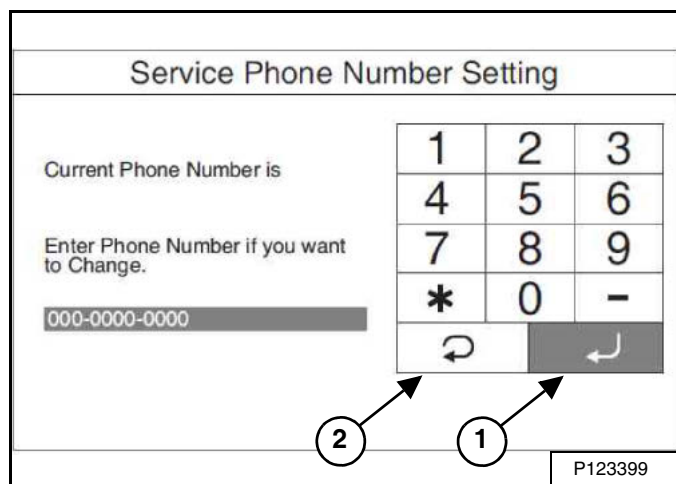 Service Phone Number Setting
Current Phone Number is
Enter Phone Number if you want
to Change.
000-0000-0000
1 2 3
4 5 6
7 8 9
* 0 -
2
1
P123399